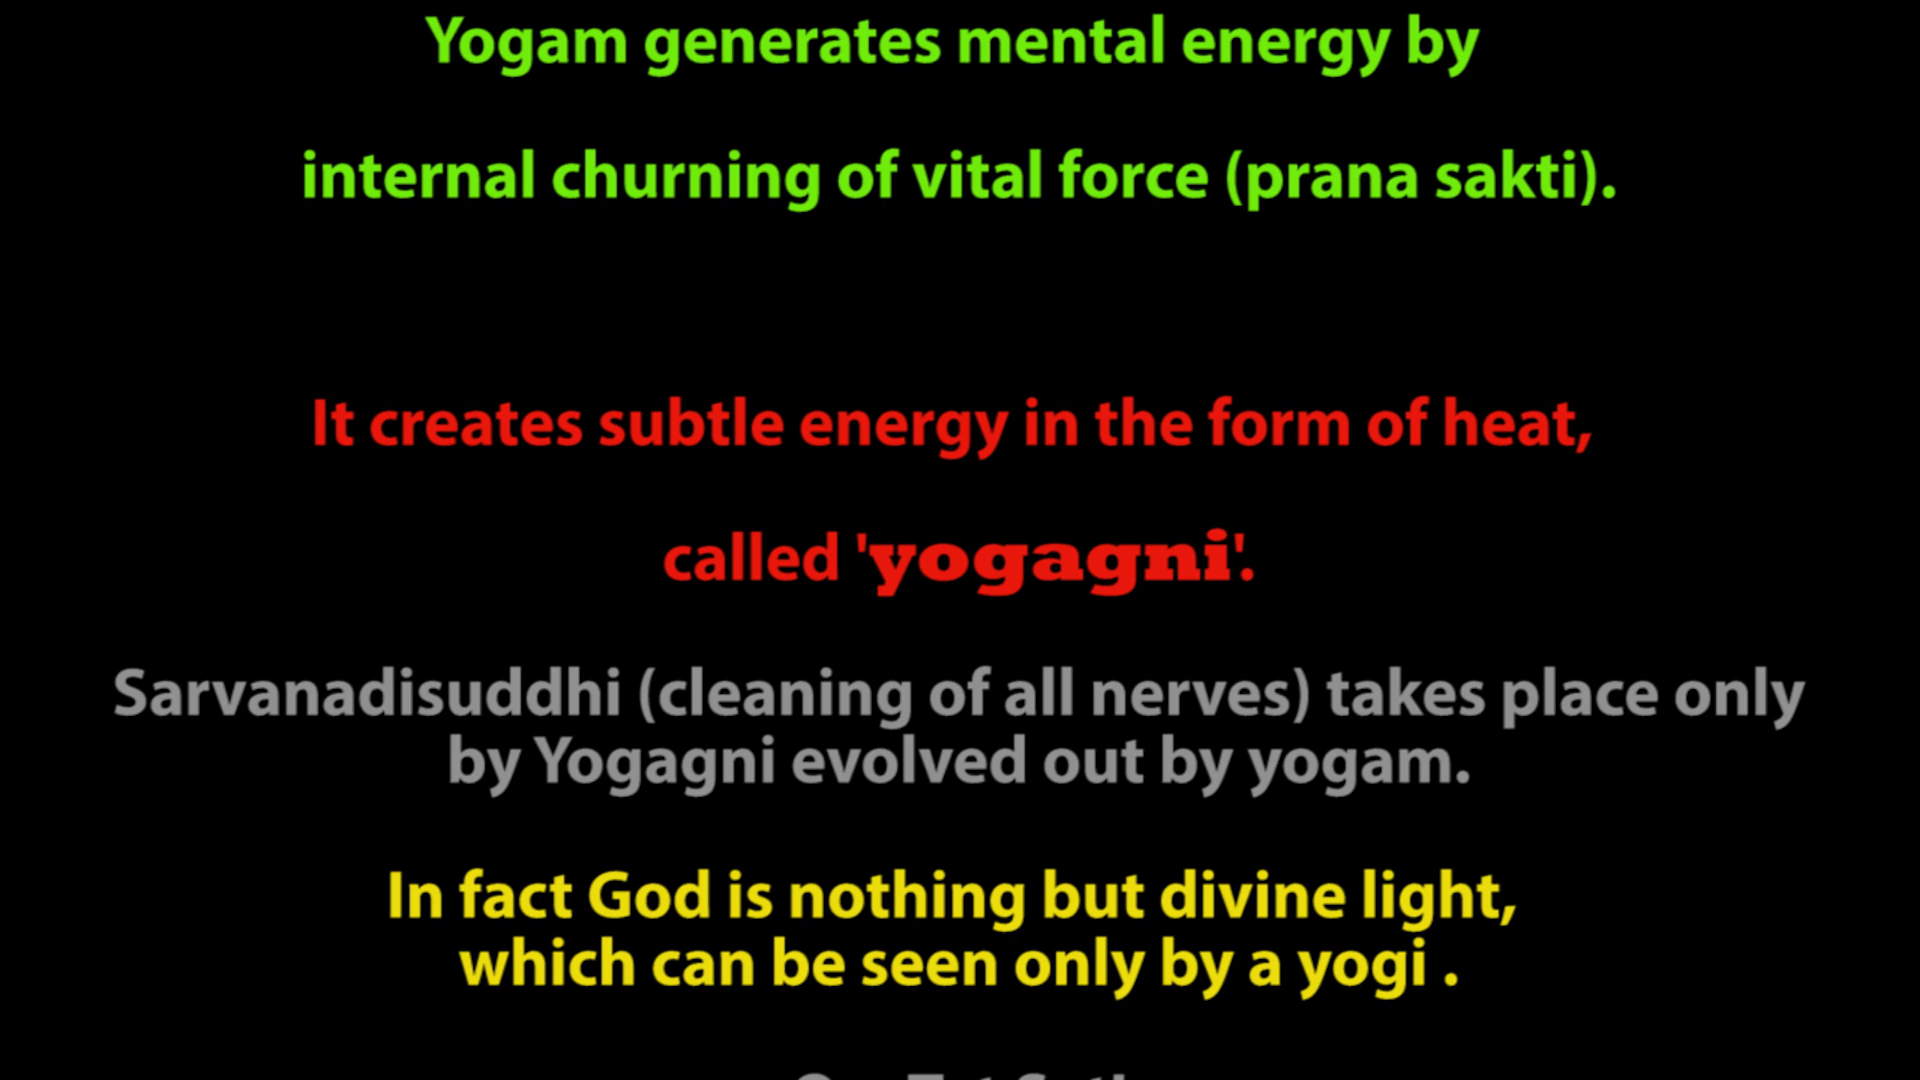 Yogam generates mental energy by
internal churning of vital force (prana sakti).
It creates subtle energy in the form of heat,
called 'yogagni'.
Sarvanadisuddhi (cleaning of all nerves) takes place only
by Yogagni evolved out by yogam.
In fact God is nothing but divine light,
which can be seen only by a yogi .